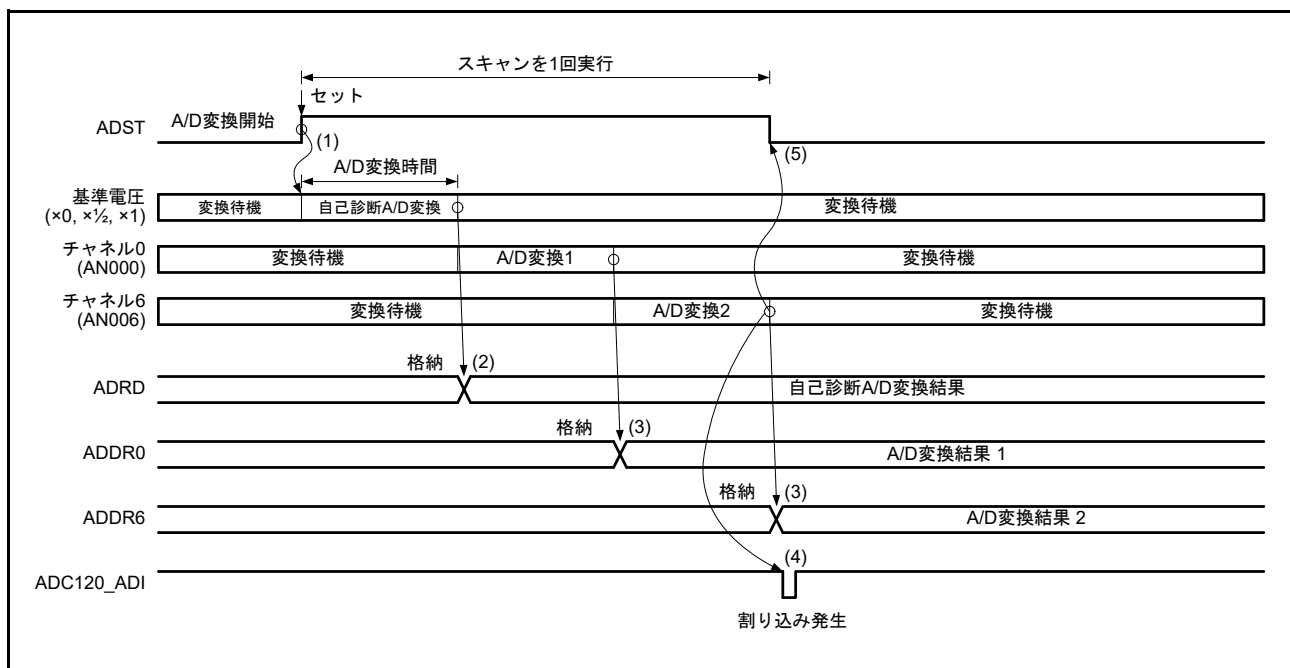 スキャンを1回実行
セット
ADST
A/D変換開始
(1)
(5)
A/D変換時間
基準電圧
(×0, ×½, ×1)
変換待機
自己診断A/D変換
変換待機
チャネル0
(AN000)
変換待機
A/D変換1
変換待機
チャネル6
(AN006)
変換待機
A/D変換2
変換待機
格納
(2)
ADRD
自己診断A/D変換結果
格納
(3)
ADDR0
A/D変換結果 1
格納
(3)
ADDR6
A/D変換結果 2
(4)
ADC120_ADI
割り込み発生